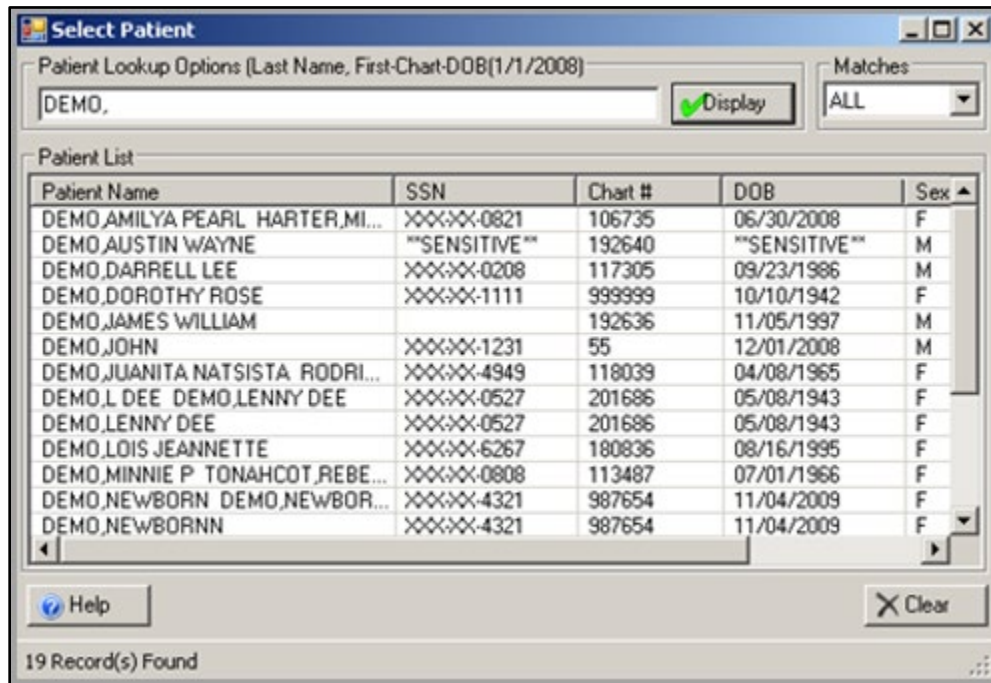 Select Patient
Patient Lookup Options (Last Name, First-Chart-DOB(1/1/2008) Matches
DEMO, Display ALL
Patient List
Patient Name SSN Chart # DOB Sex
DEMO,AMILYA PEARL HARTER,MI... XXX-XX-0821 106735 06/30/2008 F
DEMO,AUSTIN WAYNE **SENSITIVE** 192640 **SENSITIVE** M
DEMO,DARRELL LEE XXX-XX-0208 117305 09/23/1986 M
DEMO,DOROTHY ROSE XXX-XX-1111 999999 10/10/1942 F
DEMO,JAMES WILLIAM 192636 11/05/1997 M
DEMO,JOHN XXX-XX-1231 55 12/01/2008 M
DEMO,JUANITA NATSISTA RODRI... XXX-XX-4949 118039 04/08/1965 F
DEMO,L DEE DEMO,LENNY DEE XXX-XX-0527 201686 05/08/1943 F
DEMO,LENNY DEE XXX-XX-0527 201686 05/08/1943 F
DEMO,LOIS JEANNETTE XXX-XX-6267 180836 08/16/1995 F
DEMO,MINNIE P TONAHCOT,REBE... XXX-XX-0808 113487 07/01/1966 F
DEMO,NEWBORN DEMO,NEWBOR... XXX-XX-4321 987654 11/04/2009 F
DEMO,NEWBORNN XXX-XX-4321 987654 11/04/2009 F
Help Clear
19 Record(s) Found